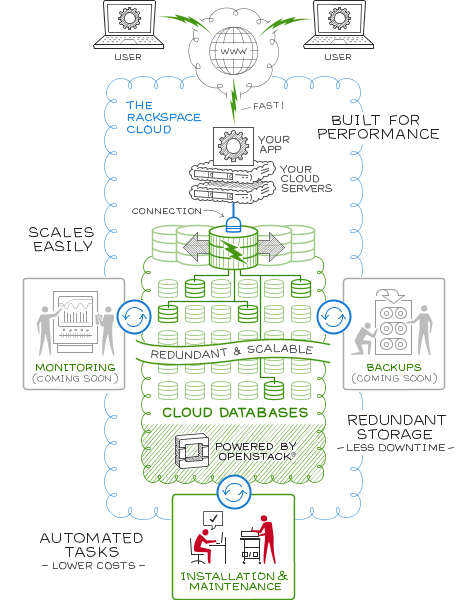 USER
WWW
USER
FAST!
THE
RACKSPACE
CLOUD
BUILT FOR
PERFORMANCE
YOUR
APP
YOUR
CLOUD
SERVERS
CONNECTION
SCALES
EASILY
MONITORING
(COMING SOON)
REDUNDANT & SCALABLE
BACKUPS
(COMING SOON)
CLOUD DATABASES
REDUNDANT
STORAGE
– LESS DOWNTIME –
POWERED BY
OPENSTACK®
AUTOMATED
TASKS
– LOWER COSTS –
INSTALLATION &
MAINTENANCE